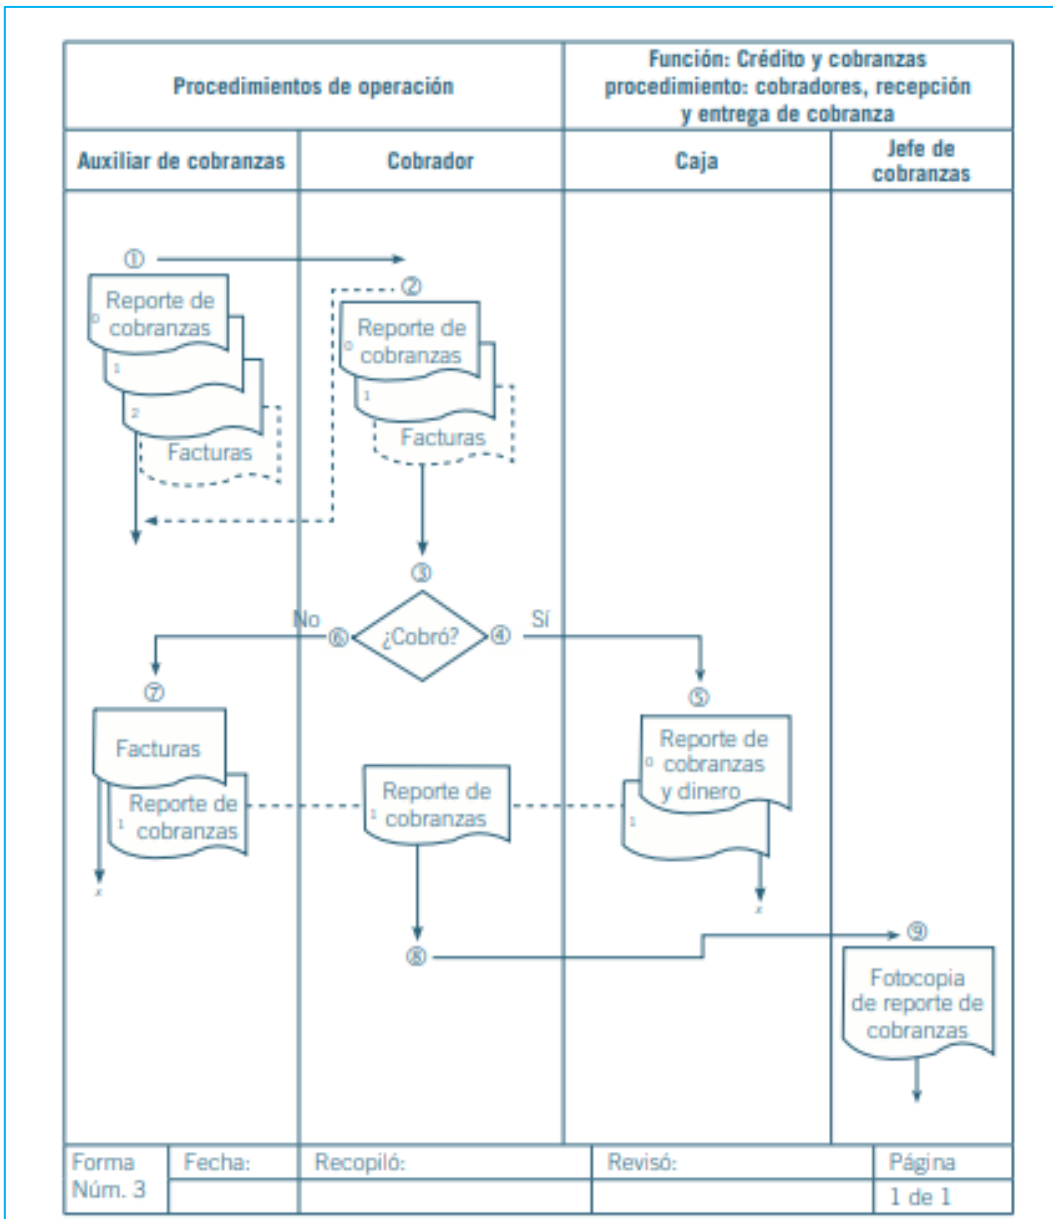 Procedimientos de operación
Función: Crédito y cobranzas
procedimiento: cobradores, recepción
y entrega de cobranza
Auxiliar de cobranzas
Cobrador
Caja
Jefe de
cobranzas
①
②
Reporte de
0 cobranzas
1
2
Facturas
Reporte de
0 cobranzas
1
Facturas
③
No
⑥
¿Cobró?
④
Sí
⑦
⑤
Facturas
Reporte de
1 cobranzas
x
Reporte de
1 cobranzas
Reporte de
0 cobranzas
y dinero
1
x
⑧
⑨
Fotocopia
de reporte de
cobranzas
Forma
Núm. 3
Fecha:
Recopiló:
Revisó:
Página
1 de 1